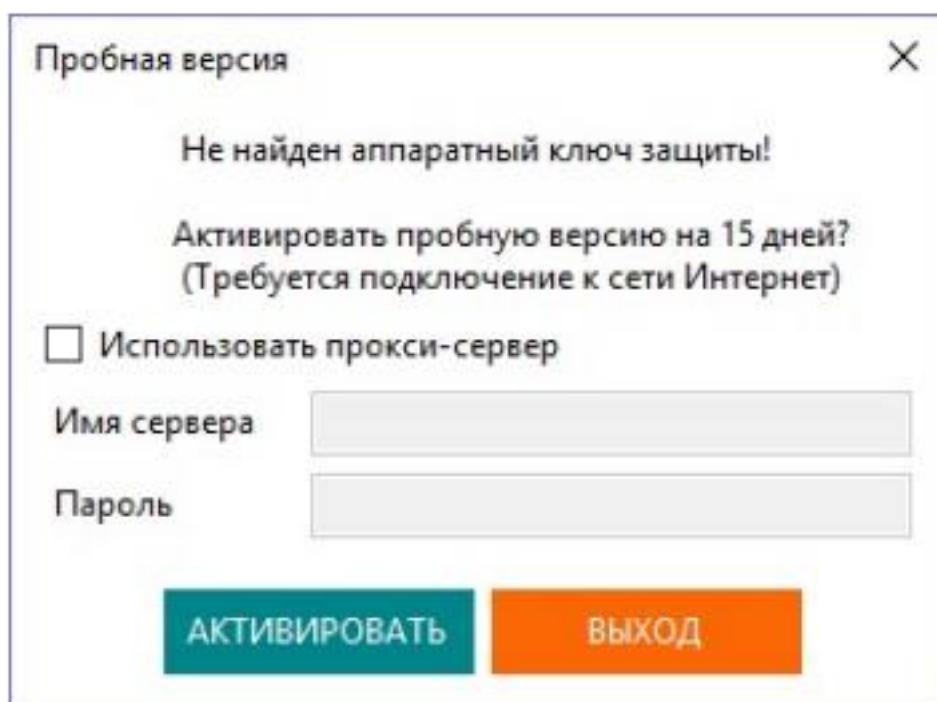 Пробная версия
Не найден аппаратный ключ защиты!
Активировать пробную версию на 15 дней?
(Требуется подключение к сети Интернет)
Использовать прокси-сервер
Имя сервера
Пароль
АКТИВИРОВАТЬ ВЫХОД